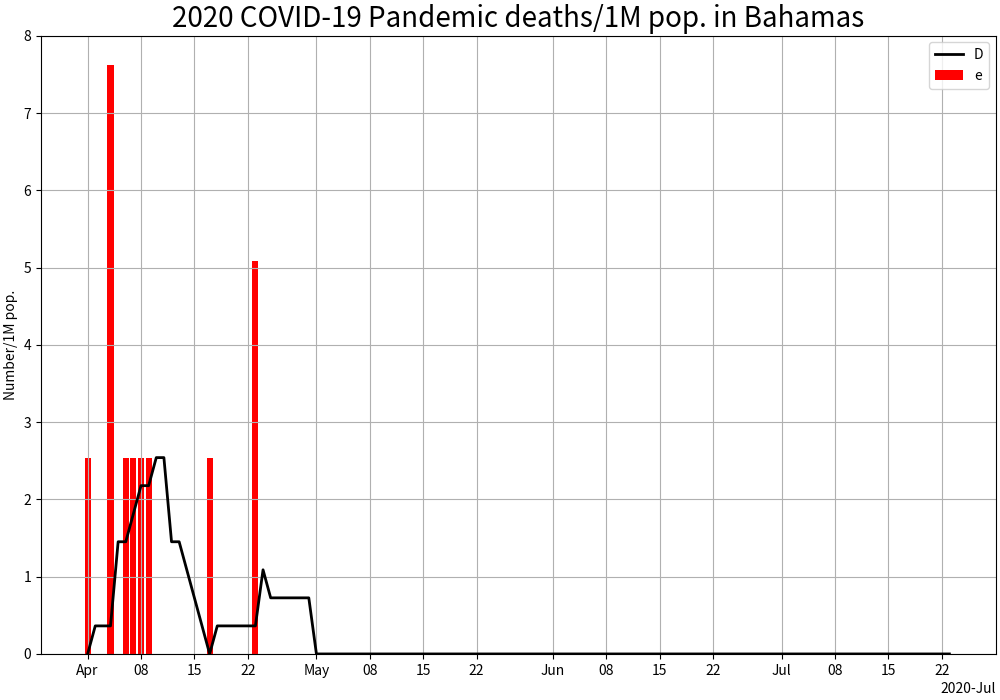 2020 COVID-19 Pandemic deaths/1M pop. in Bahamas
D
e
8
7
6
5
4
3
2
1
0
Number/1M pop.
Apr 08 15 22 May 08 15 22 Jun 08 15 22 Jul 08 15 22
2020-Jul